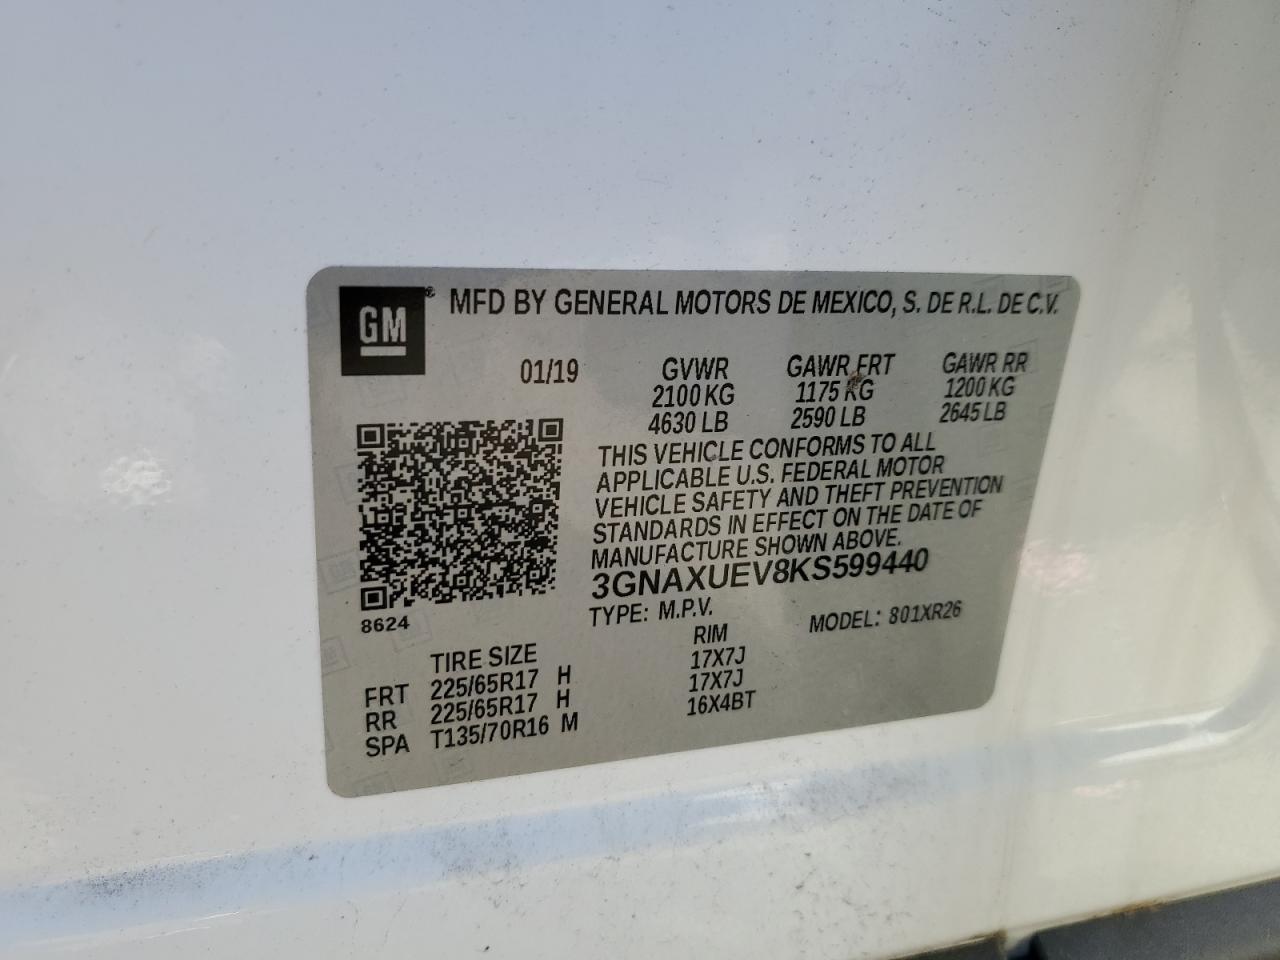 GM® MFD BY GENERAL MOTORS DE MEXICO, S. DE R.L. DE C.V.
01/19 GVWR GAWR FRT GAWR RR
2100 KG 1175 KG 1200 KG
4630 LB 2590 LB 2645 LB
THIS VEHICLE CONFORMS TO ALL
APPLICABLE U.S. FEDERAL MOTOR
VEHICLE SAFETY AND THEFT PREVENTION
STANDARDS IN EFFECT ON THE DATE OF
MANUFACTURE SHOWN ABOVE.
3GNAXUEV8KS599440
8624 TYPE: M.P.V. MODEL: 801XR26
TIRE SIZE RIM
FRT 225/65R17 H 17X7J
RR 225/65R17 H 17X7J
SPA T135/70R16 M 16X4BT